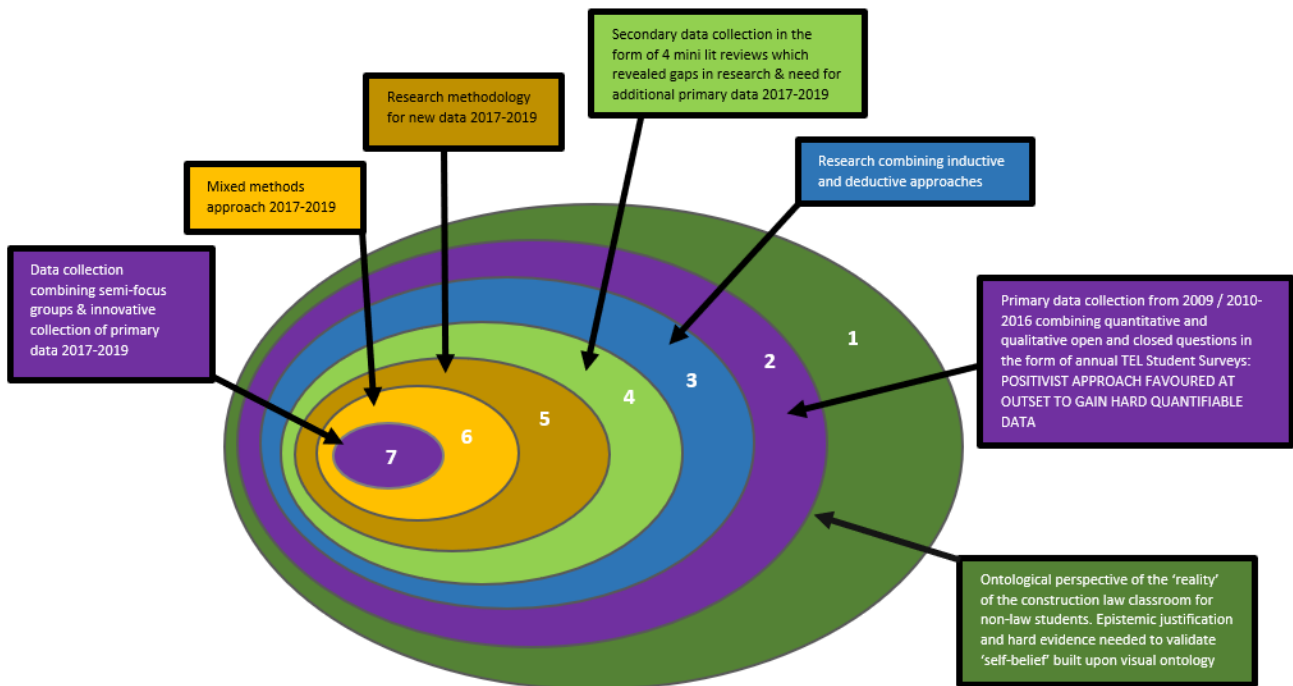 Secondary data collection in the
form of 4 mini lit reviews which
revealed gaps in research & need for
additional primary data 2017-2019
Research methodology
for new data 2017-2019
Research combining inductive
and deductive approaches
Mixed methods
approach 2017-2019
Data collection
combining semi-focus
groups & innovative
collection of primary
data 2017-2019
Primary data collection from 2009 / 2010-
2016 combining quantitative and
qualitative open and closed questions in
the form of annual TEL Student Surveys:
POSITIVIST APPROACH FAVOURED AT
OUTSET TO GAIN HARD QUANTIFIABLE
DATA
1
2
3
4
5
6
7
Ontological perspective of the ‘reality’
of the construction law classroom for
non-law students. Epistemic justification
and hard evidence needed to validate
‘self-belief’ built upon visual ontology